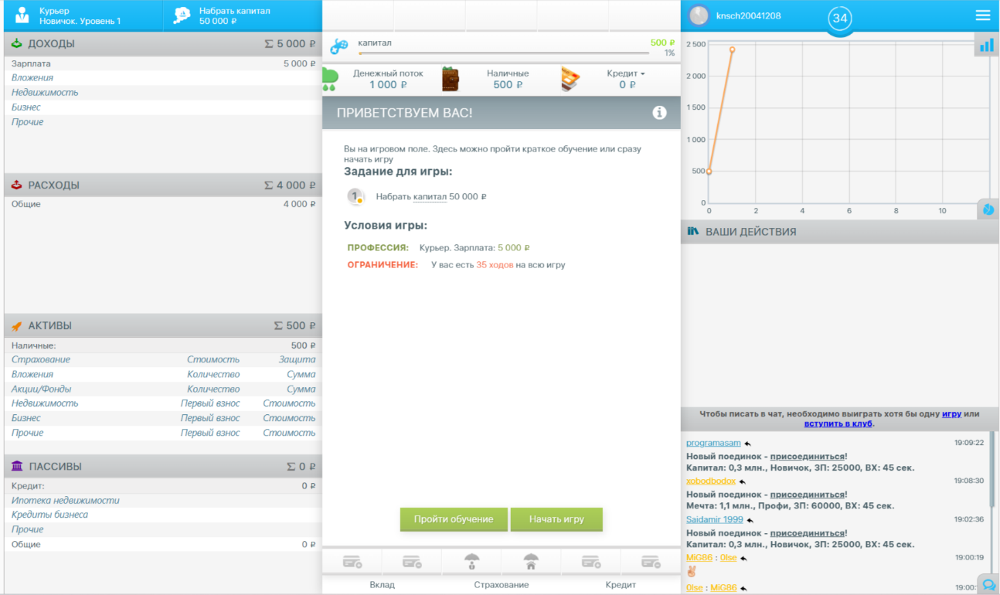 Курьер
Новичок. Уровень 1
Набрать капитал
50 000 ₽
ДОХОДЫ Σ 5 000 ₽
Зарплата 5 000 ₽
Вложения
Недвижимость
Бизнес
Прочие
РАСХОДЫ Σ 4 000 ₽
Общие 4 000 ₽
АКТИВЫ Σ 500 ₽
Наличные: 500 ₽
Страхование Стоимость Защита
Вложения Количество Сумма
Акции/Фонды Количество Сумма
Недвижимость Первый взнос Стоимость
Бизнес Первый взнос Стоимость
Прочие Первый взнос Стоимость
ПАССИВЫ Σ 0 ₽
Кредит: 0 ₽
Ипотека недвижимости
Кредиты бизнеса
Прочие
Общие 0 ₽
капитал 500 ₽
1%
Денежный поток
1 000 ₽
Наличные
500 ₽
Кредит
0 ₽
ПРИВЕТСТВУЕМ ВАС!
Вы на игровом поле. Здесь можно пройти краткое обучение или сразу
начать игру
Задание для игры:
1 Набрать капитал 50 000 ₽
Условия игры:
ПРОФЕССИЯ: Курьер. Зарплата: 5 000 ₽
ОГРАНИЧЕНИЕ: У вас есть 35 ходов на всю игру
Пройти обучение
Начать игру
Вклад
Страхование
Кредит
knsch20041208
34
2 500
2 000
1 500
1 000
500
0
0 2 4 6 8 10
ВАШИ ДЕЙСТВИЯ
Чтобы писать в чат, необходимо выиграть хотя бы одну игру или
вступить в клуб.
programasam 19:09:22
Новый поединок - присоединиться!
Капитал: 0,3 млн., Новичок, ЗП: 25000, ВХ: 45 сек.
xobodbodox 19:08:30
Новый поединок - присоединиться!
Мечта: 1,1 млн., Профи, ЗП: 60000, ВХ: 45 сек.
Saidamir 1999 19:02:36
Новый поединок - присоединиться!
Капитал: 0,3 млн., Новичок, ЗП: 25000, ВХ: 45 сек.
MiG86 : 0lse 19:00:19
0lse : MiG86 19:00: